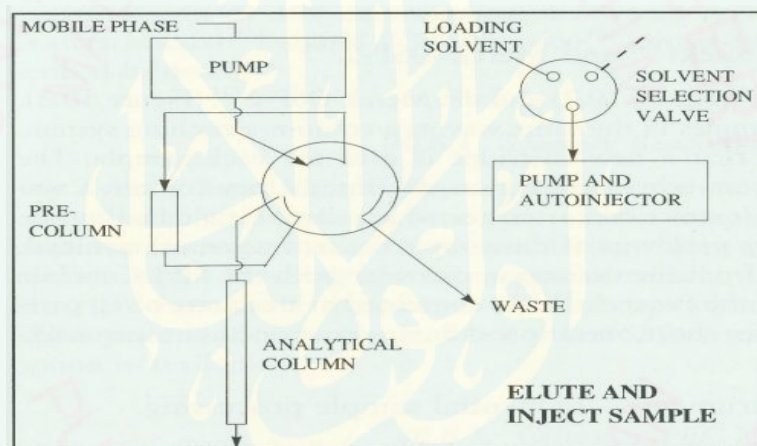 MOBILE PHASE
PUMP
LOADING
SOLVENT
SOLVENT
SELECTION
VALVE
PUMP AND
AUTOINJECTOR
PRE-
COLUMN
WASTE
ANALYTICAL
COLUMN
ELUTE AND
INJECT SAMPLE